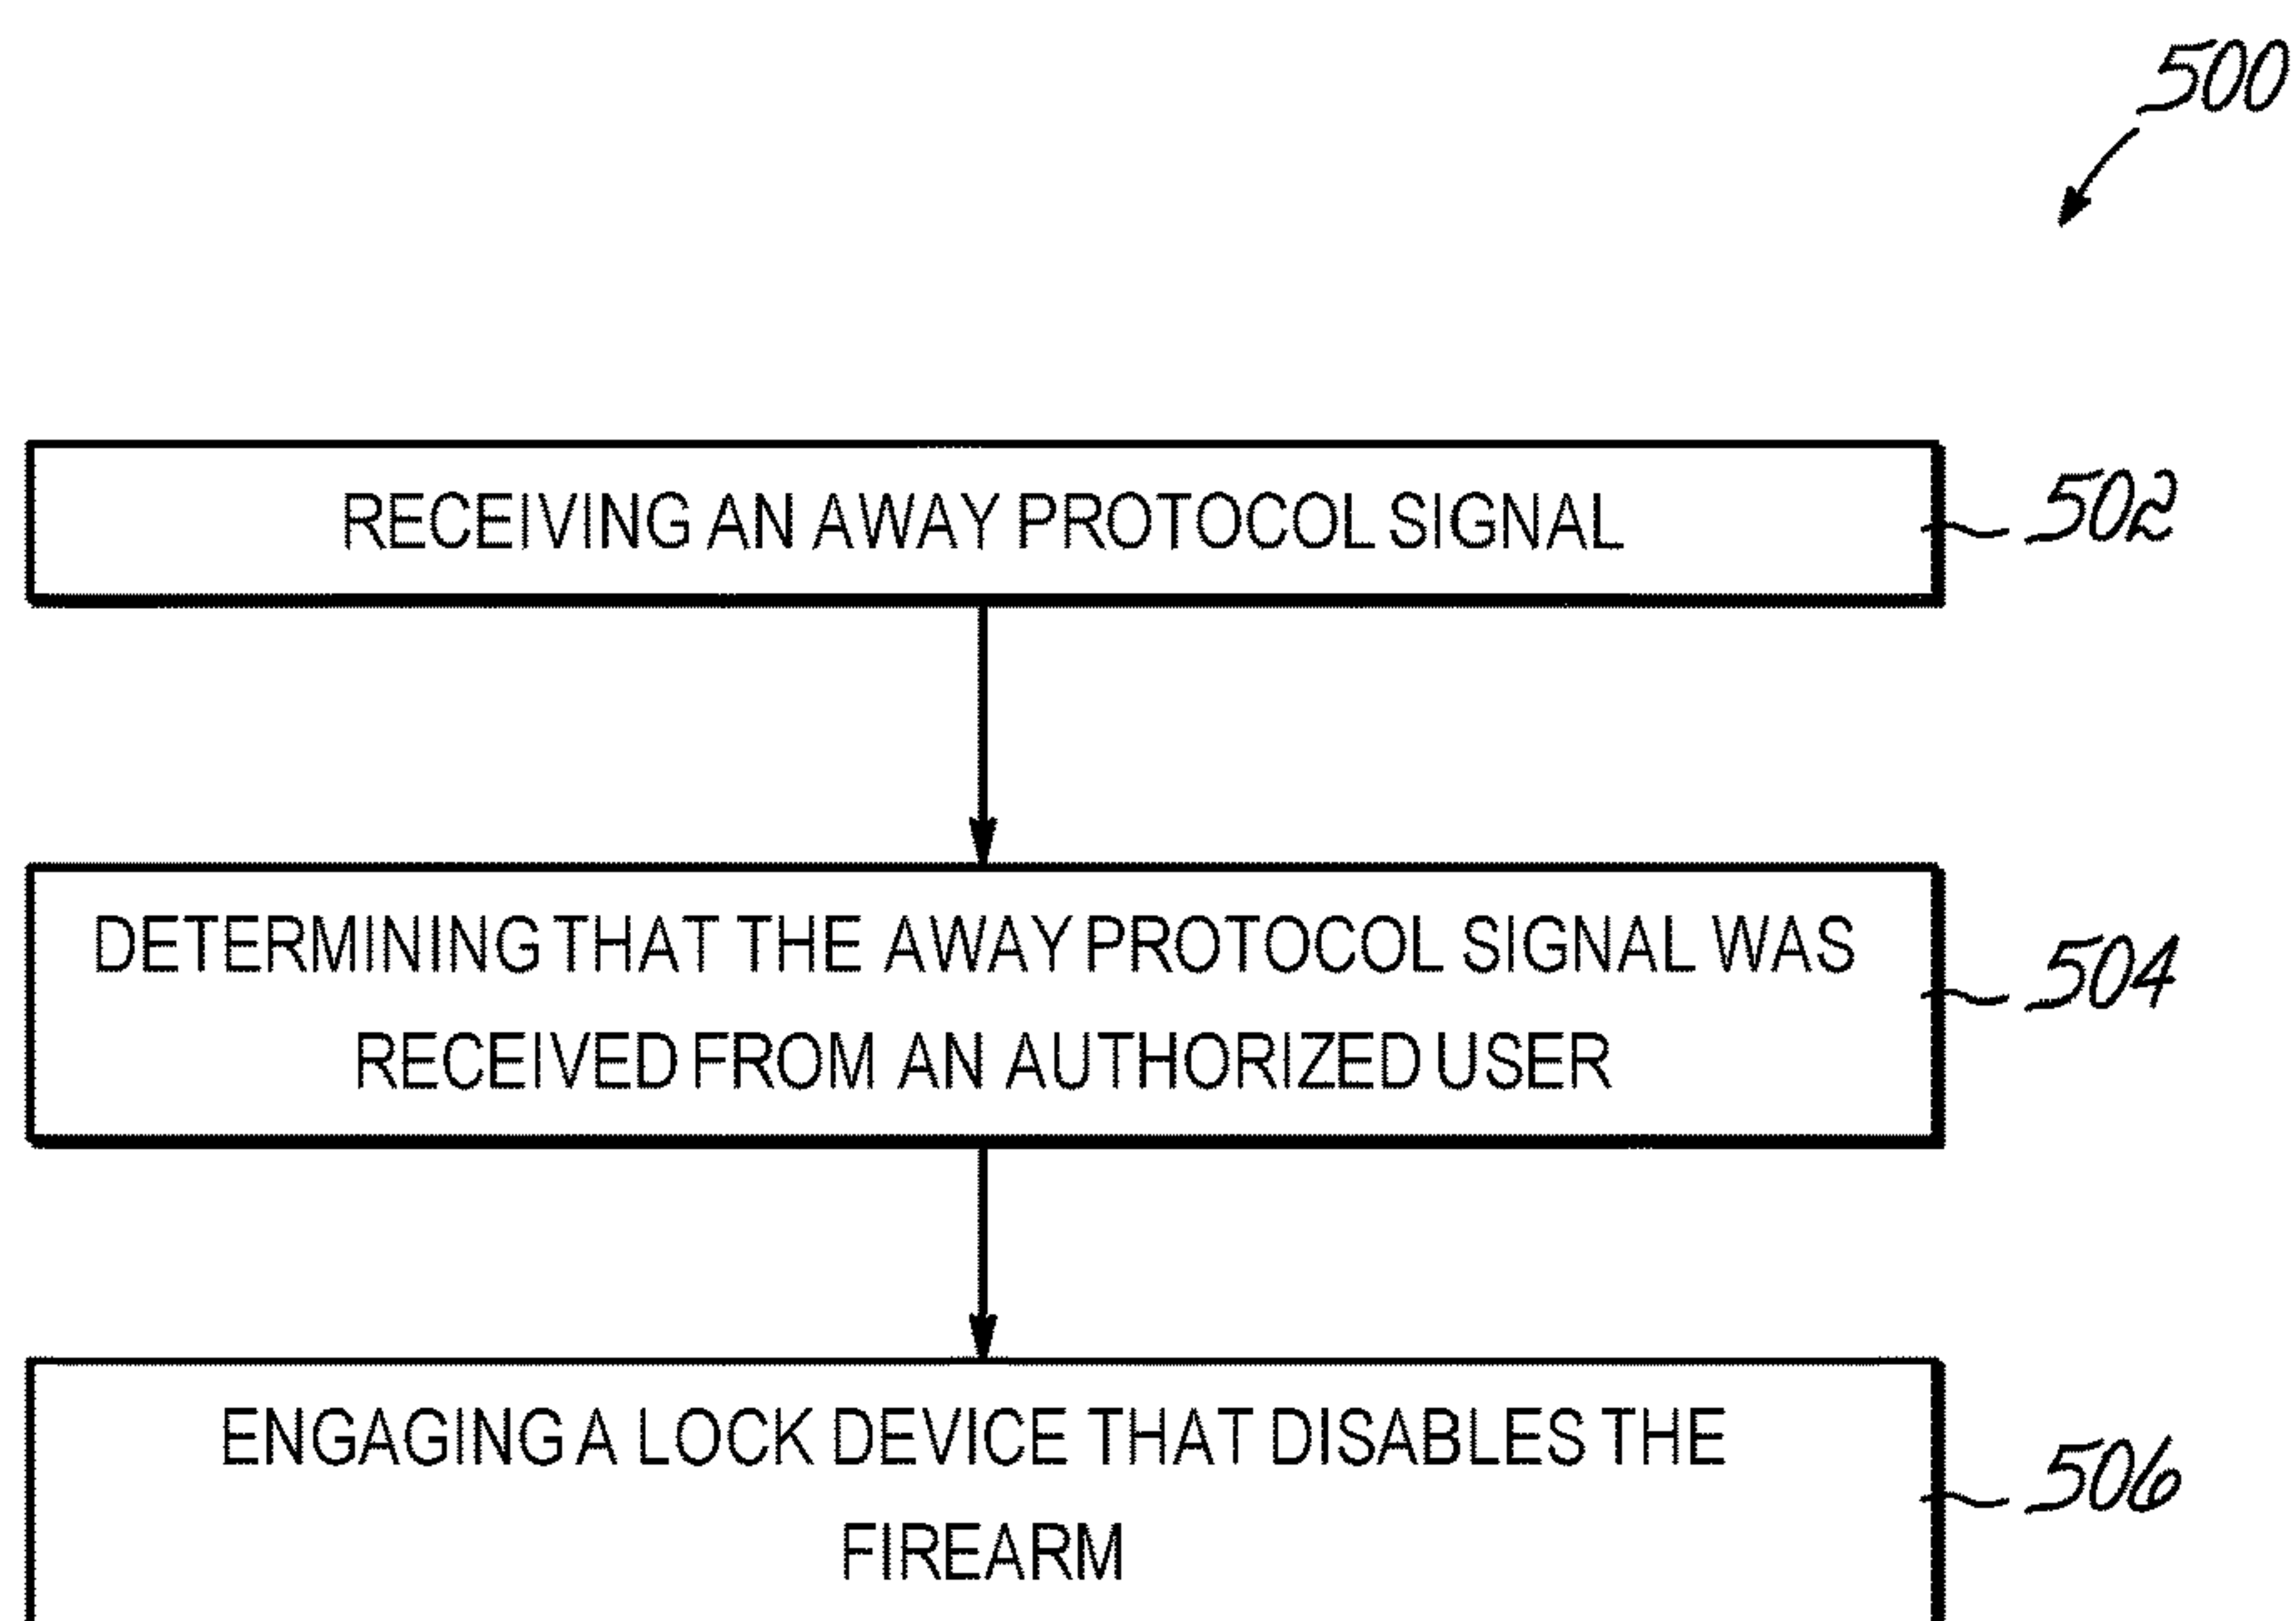 500
RECEIVING AN AWAY PROTOCOL SIGNAL
502
DETERMINING THAT THE AWAY PROTOCOL SIGNAL WAS
RECEIVED FROM AN AUTHORIZED USER
504
ENGAGING A LOCK DEVICE THAT DISABLES THE
FIREARM
506